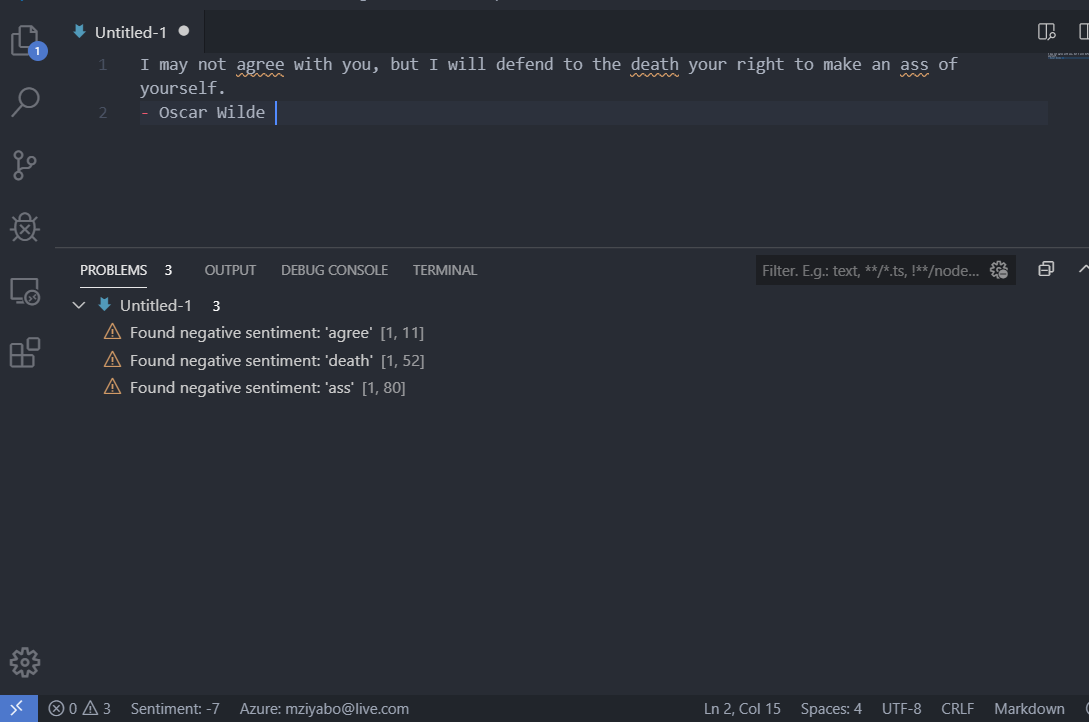 Untitled-1
1 I may not agree with you, but I will defend to the death your right to make an ass of
yourself.
2 - Oscar Wilde
1
PROBLEMS 3 OUTPUT DEBUG CONSOLE TERMINAL Filter. E.g.: text, **/*.ts, !**/node...
Untitled-1 3
Found negative sentiment: 'agree' [1, 11]
Found negative sentiment: 'death' [1, 52]
Found negative sentiment: 'ass' [1, 80]
0 3 Sentiment: -7 Azure: mziyabo@live.com Ln 2, Col 15 Spaces: 4 UTF-8 CRLF Markdown